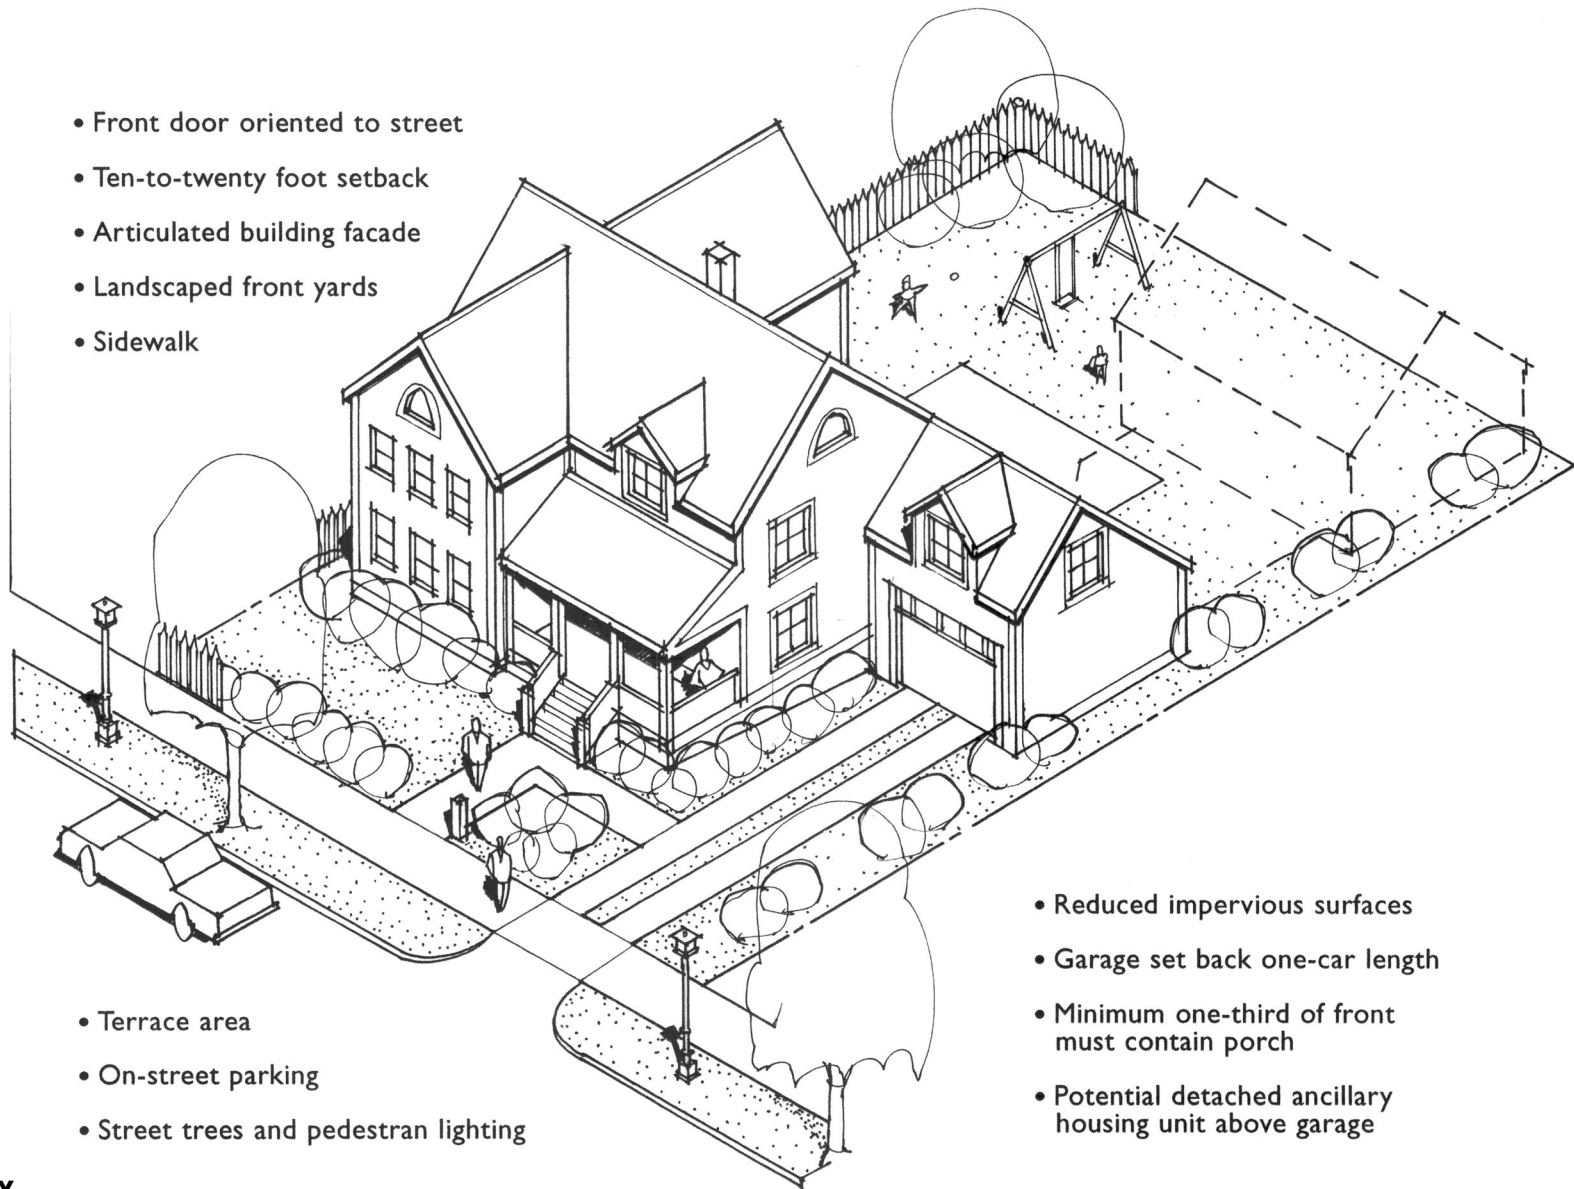 • Front door oriented to street
• Ten-to-twenty foot setback
• Articulated building facade
• Landscaped front yards
• Sidewalk
• Terrace area
• On-street parking
• Street trees and pedestran lighting
• Reduced impervious surfaces
• Garage set back one-car length
• Minimum one-third of front
must contain porch
• Potential detached ancillary
housing unit above garage